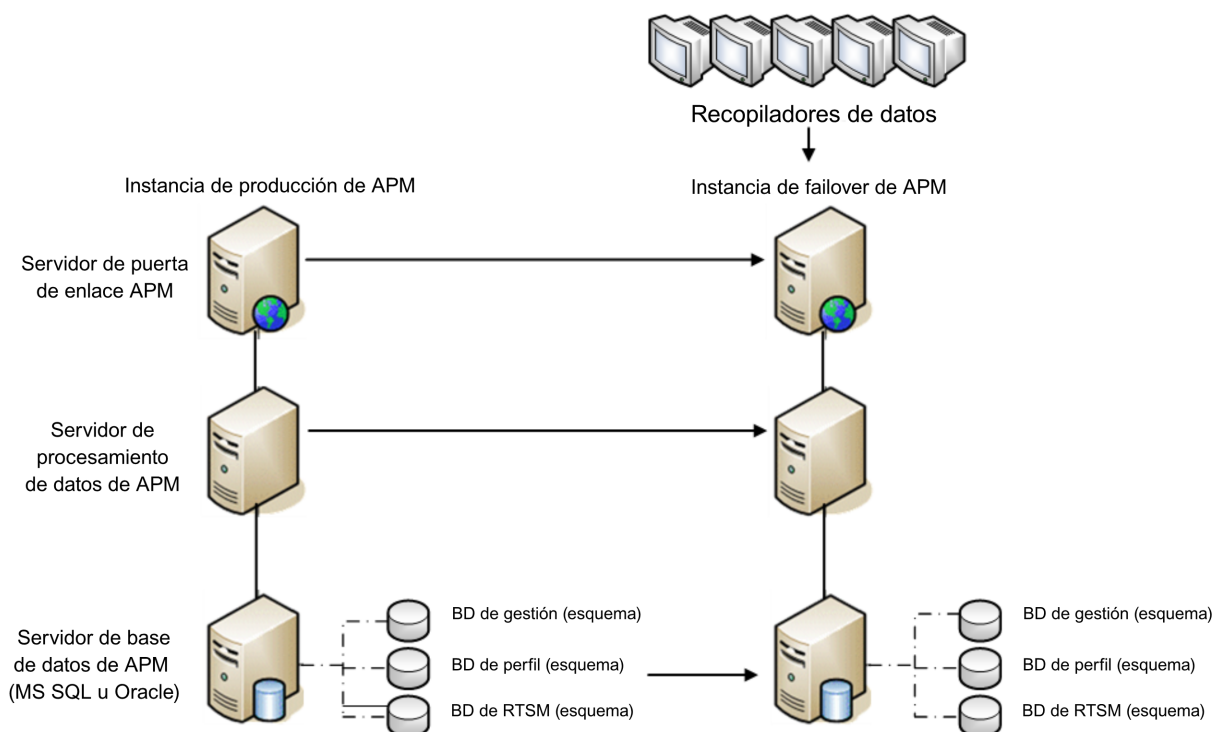 Recopiladores de datos
Instancia de producción de APM
Instancia de failover de APM
Servidor de puerta
de enlace APM
Servidor de
procesamiento
de datos de APM
Servidor de base
de datos de APM
(MS SQL u Oracle)
BD de gestión (esquema)
BD de perfil (esquema)
BD de RTSM (esquema)
BD de gestión (esquema)
BD de perfil (esquema)
BD de RTSM (esquema)